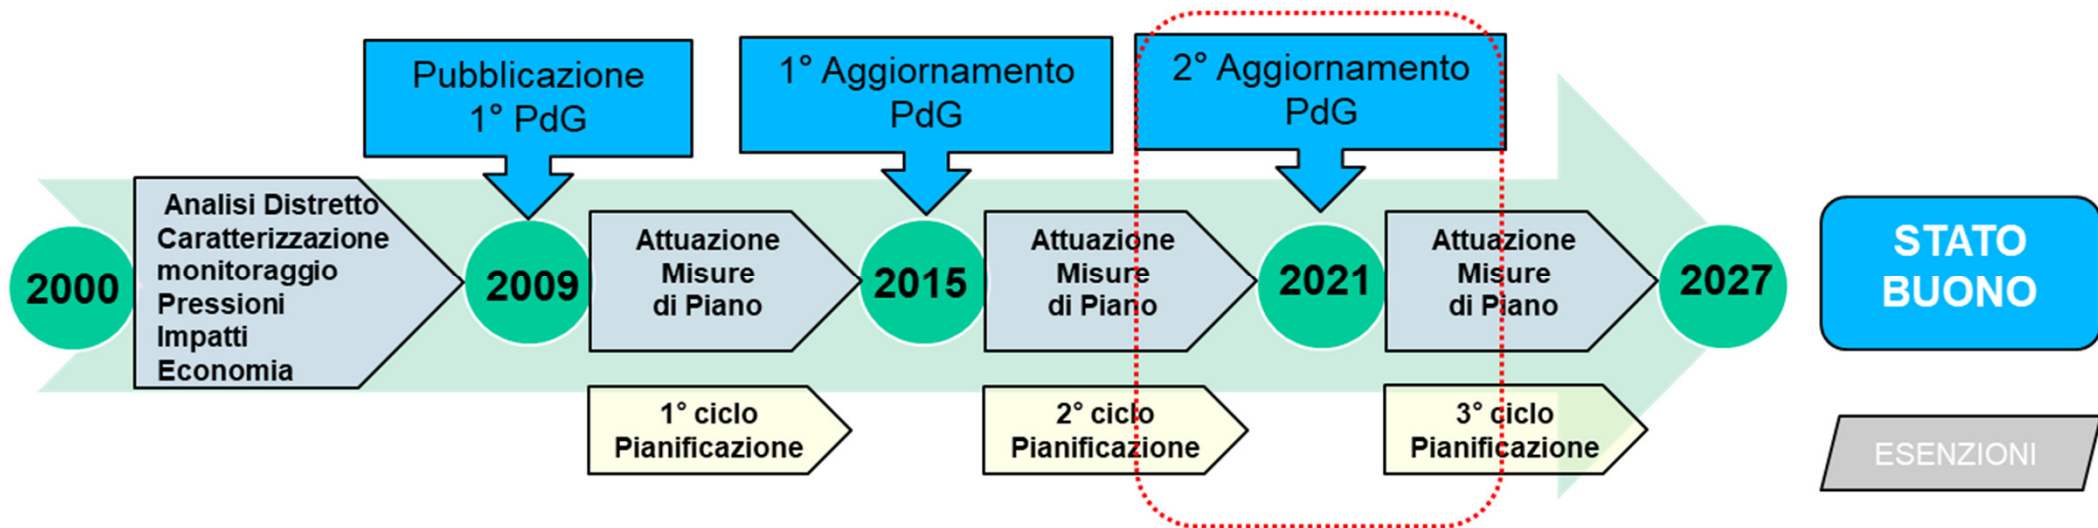 Pubblicazione
1° PdG
1° Aggiornamento
PdG
2° Aggiornamento
PdG
2000
Analisi Distretto
Caratterizzazione
monitoraggio
Pressioni
Impatti
Economia
2009
Attuazione
Misure
di Piano
2015
Attuazione
Misure
di Piano
2021
Attuazione
Misure
di Piano
2027
STATO
BUONO
1° ciclo
Pianificazione
2° ciclo
Pianificazione
3° ciclo
Pianificazione
ESENZIONI